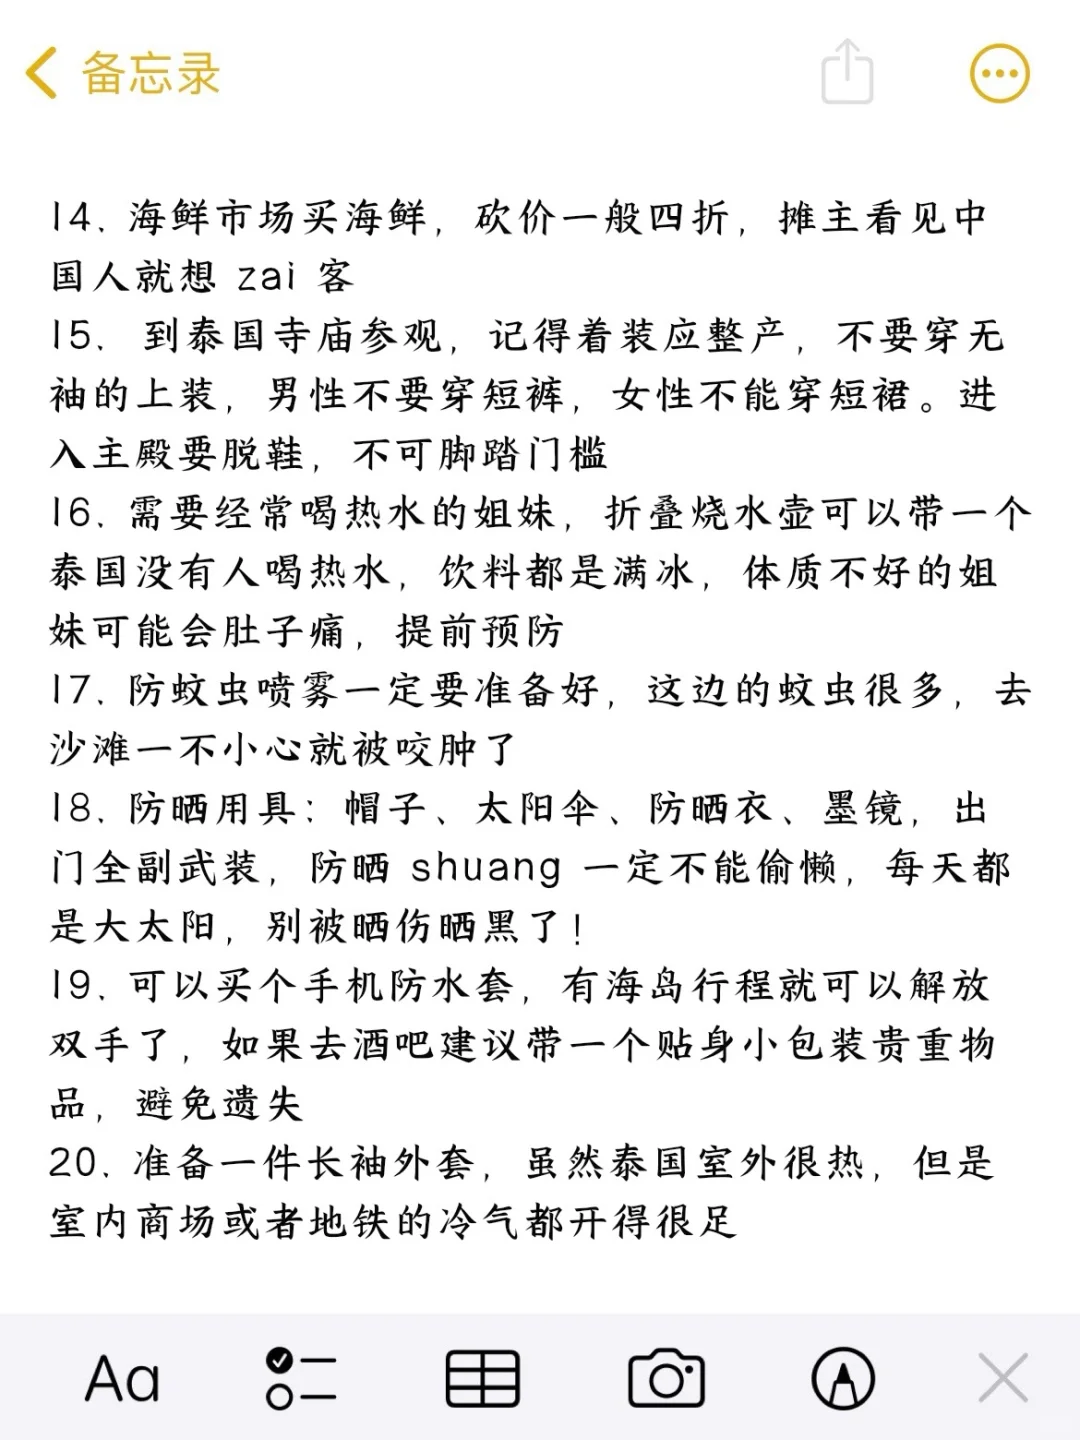 备忘录
14. 海鲜市场买海鲜，砍价一般四折，摊主看见中
国人就想 zai 客
15. 到泰国寺庙参观，记得着装应整产，不要穿无
袖的上装，男性不要穿短裤，女性不能穿短裙。进
入主殿要脱鞋，不可脚踏门槛
16. 需要经常喝热水的姐妹，折叠烧水壶可以带一个
泰国没有人喝热水，饮料都是满冰，体质不好的姐
妹可能会肚子痛，提前预防
17. 防蚊虫喷雾一定要准备好，这边的蚊虫很多，去
沙滩一不小心就被咬肿了
18. 防晒用具：帽子、太阳伞、防晒衣、墨镜，出
门全副武装，防晒 shuang 一定不能偷懒，每天都
是大太阳，别被晒伤晒黑了！
19. 可以买个手机防水套，有海岛行程就可以解放
双手了，如果去酒吧建议带一个贴身小包装贵重物
品，避免遗失
20. 准备一件长袖外套，虽然泰国室外很热，但是
室内商场或者地铁的冷气都开得很足
Aa